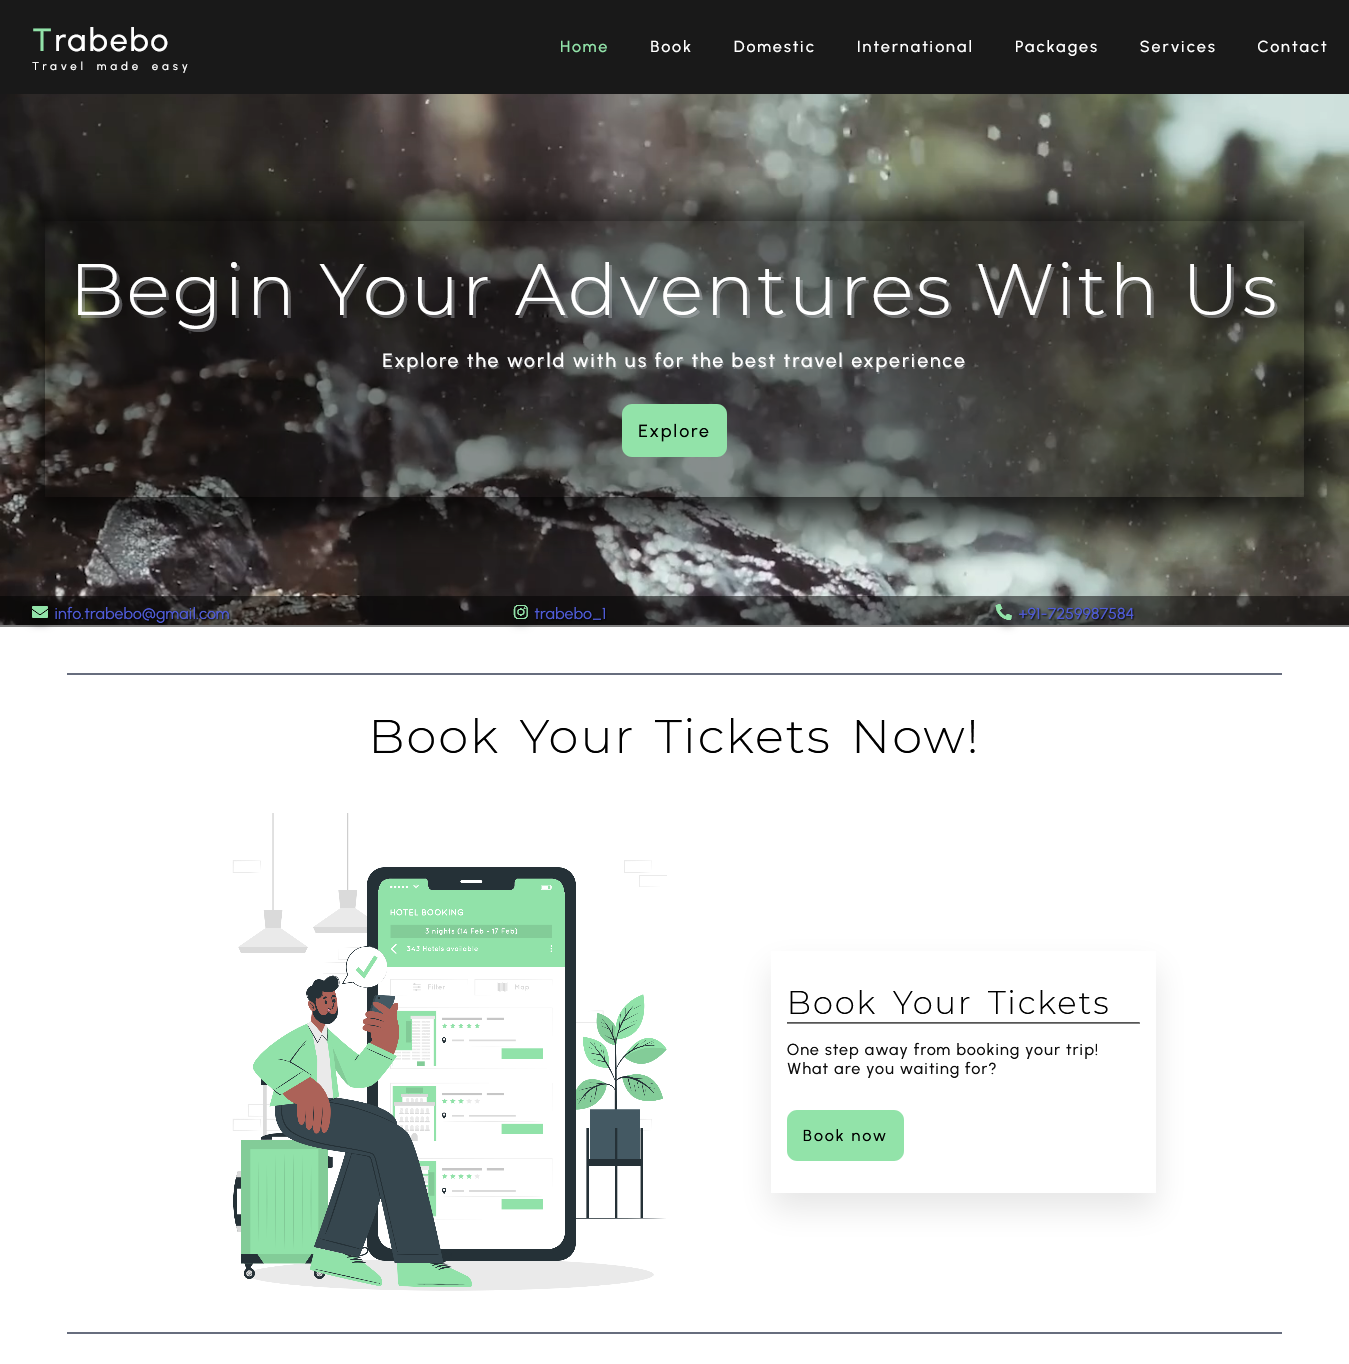 Trabebo
Travel made easy
Home Book Domestic International Packages Services Contact
Begin Your Adventures With Us
Explore the world with us for the best travel experience
Explore
info.trabebo@gmail.com trabebo_1 +91-7259987584
Book Your Tickets Now!
HOTEL BOOKING
3 nights (14 Feb - 17 Feb)
343 Hotels available
Filter Map
Book Your Tickets
One step away from booking your trip!
What are you waiting for?
Book now